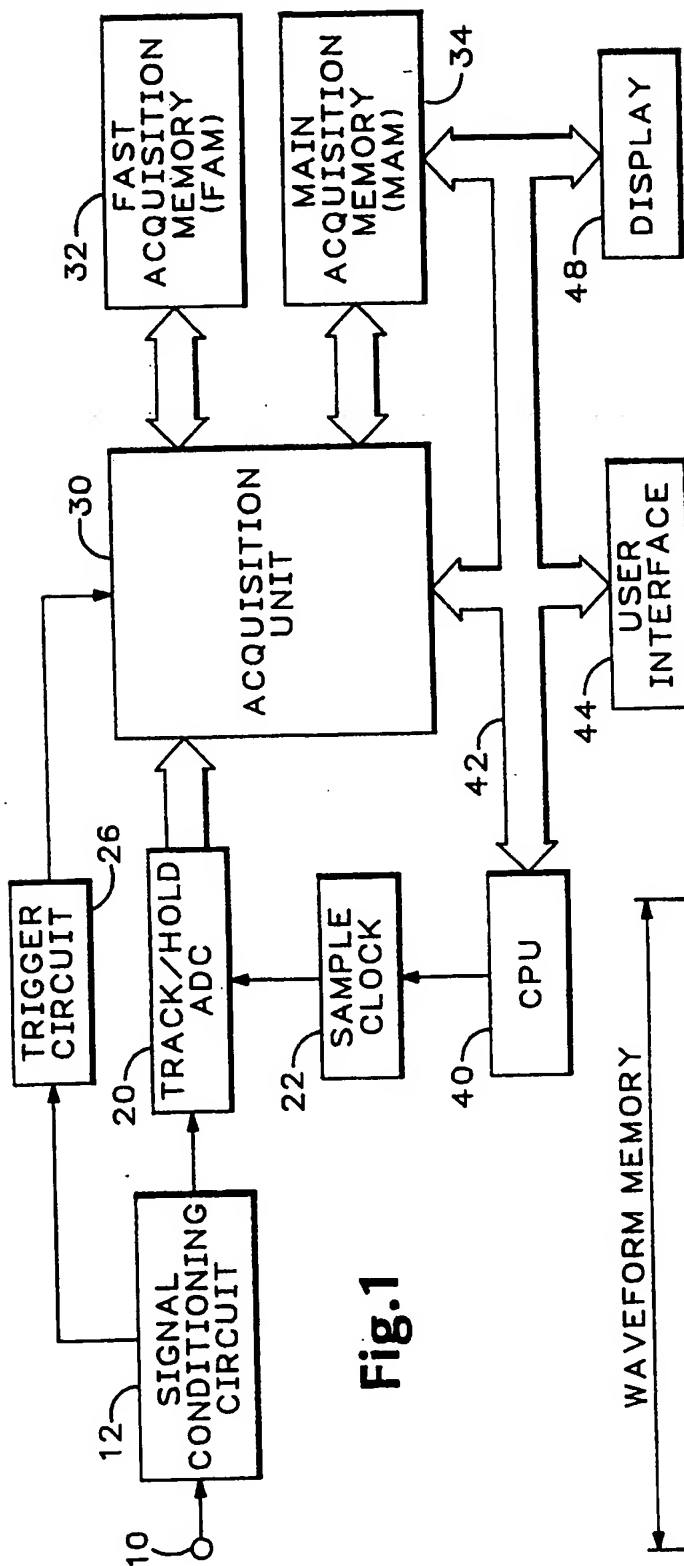 10
12
SIGNAL
CONDITIONING
CIRCUIT
TRIGGER
CIRCUIT
26
20
TRACK/HOLD
ADC
22
SAMPLE
CLOCK
40
CPU
42
30
ACQUISITION
UNIT
32
FAST
ACQUISITION
MEMORY
(FAM)
MAIN
ACQUISITION
MEMORY
(MAM)
34
44
USER
INTERFACE
48
DISPLAY
Fig.1
WAVEFORM MEMORY